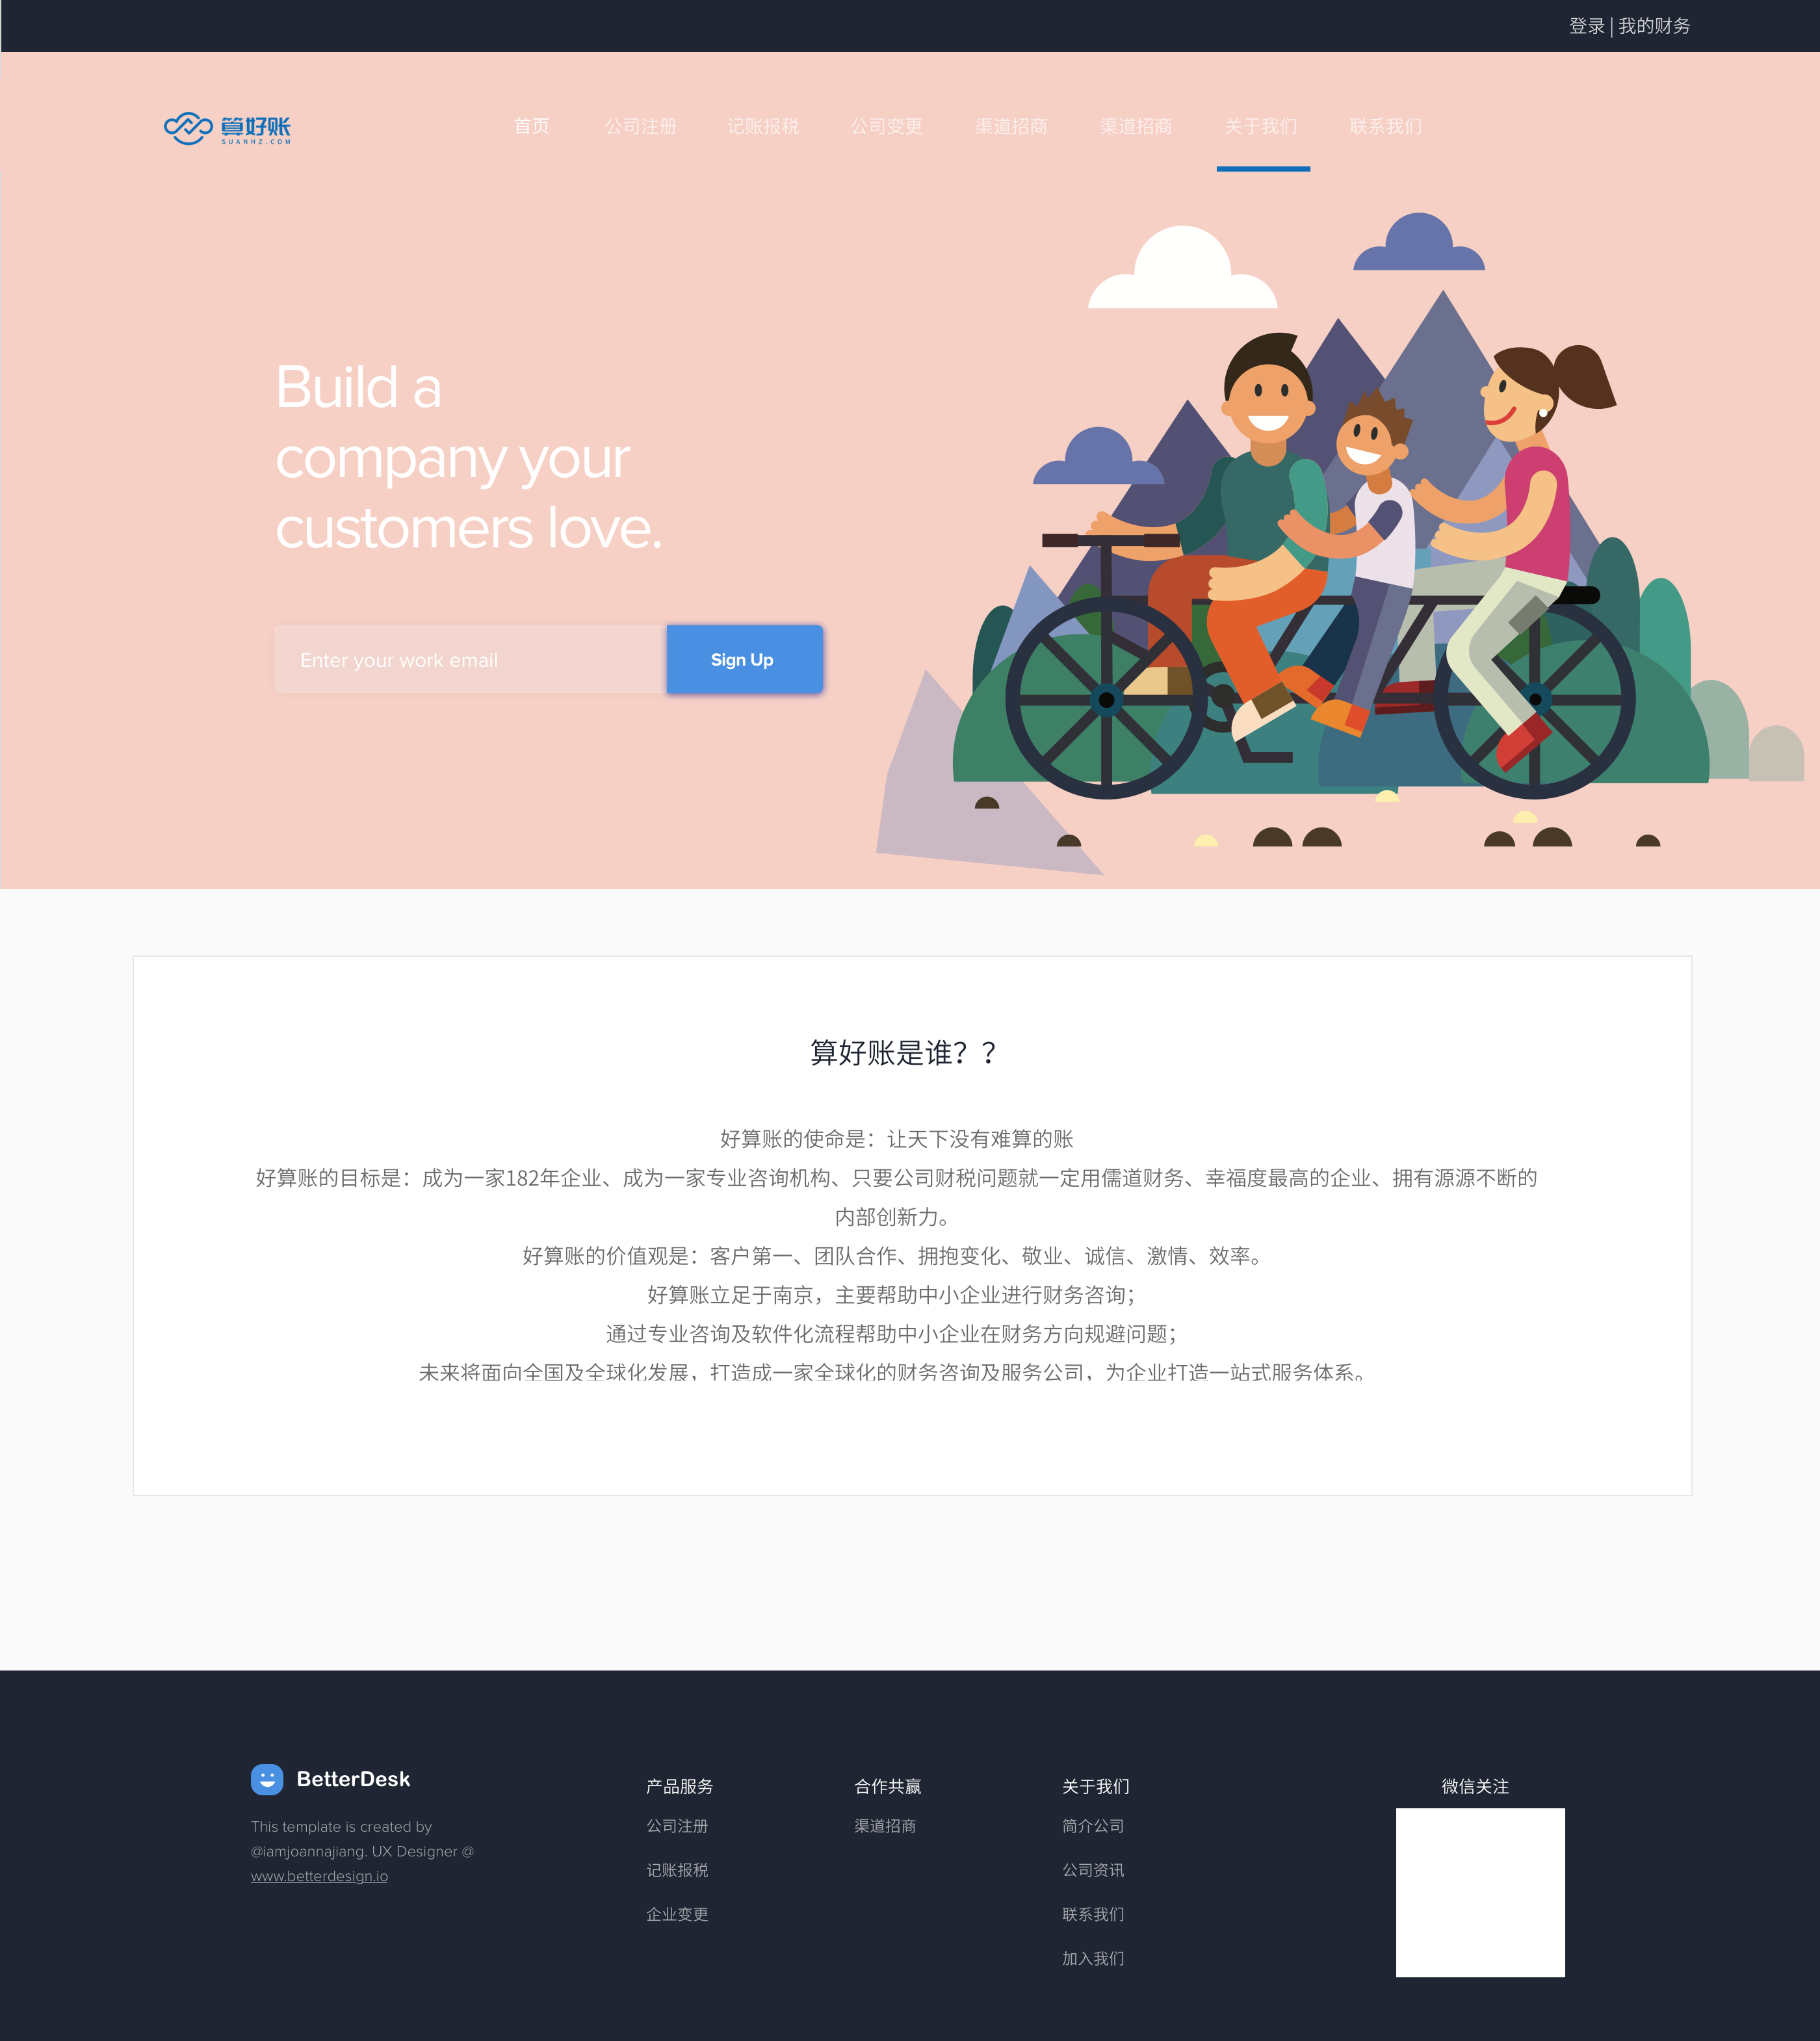 登录 | 我的财务
算好账
SUANHZ.COM
首页 公司注册 记账报税 公司变更 渠道招商 渠道招商 关于我们 联系我们
Build a
company your
customers love.
Enter your work email
Sign Up
算好账是谁？？
好算账的使命是：让天下没有难算的账
好算账的目标是：成为一家182年企业、成为一家专业咨询机构、只要公司财税问题就一定用儒道财务、幸福度最高的企业、拥有源源不断的
内部创新力。
好算账的价值观是：客户第一、团队合作、拥抱变化、敬业、诚信、激情、效率。
好算账立足于南京，主要帮助中小企业进行财务咨询；
通过专业咨询及软件化流程帮助中小企业在财务方向规避问题；
未来将面向全国及全球化发展，打造成一家全球化的财务咨询及服务公司，为企业打造一站式服务体系。
BetterDesk
This template is created by
@iamjoannajiang. UX Designer @
www.betterdesign.io
产品服务
公司注册
记账报税
企业变更
合作共赢
渠道招商
关于我们
简介公司
公司资讯
联系我们
加入我们
微信关注